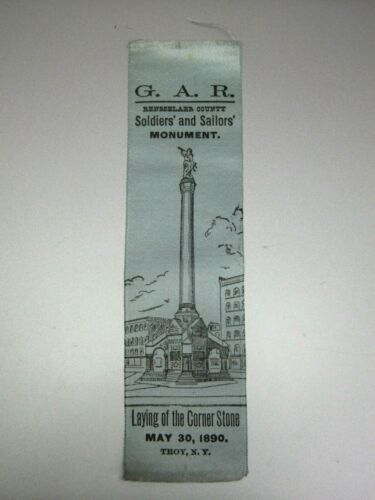 G. A. R.
RENSSELAER COUNTY
Soldiers' and Sailors'
MONUMENT.
Laying of the Corner Stone
MAY 30, 1890.
TROY, N. Y.